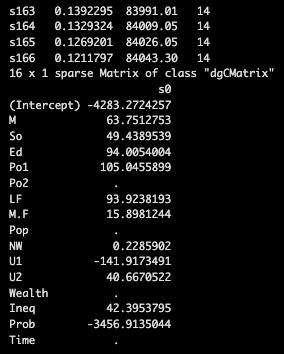 s163 0.1392295 83991.01 14
s164 0.1329324 84009.05 14
s165 0.1269201 84026.05 14
s166 0.1211797 84043.30 14
16 x 1 sparse Matrix of class "dgCMatrix"
s0
(Intercept) -4283.2724257
M 63.7512753
So 49.4389539
Ed 94.0054004
Po1 105.0455899
Po2 .
LF 93.9238193
M.F 15.8981244
Pop .
NW 0.2285902
U1 -141.9173491
U2 40.6670522
Wealth .
Ineq 42.3953795
Prob -3456.9135044
Time .